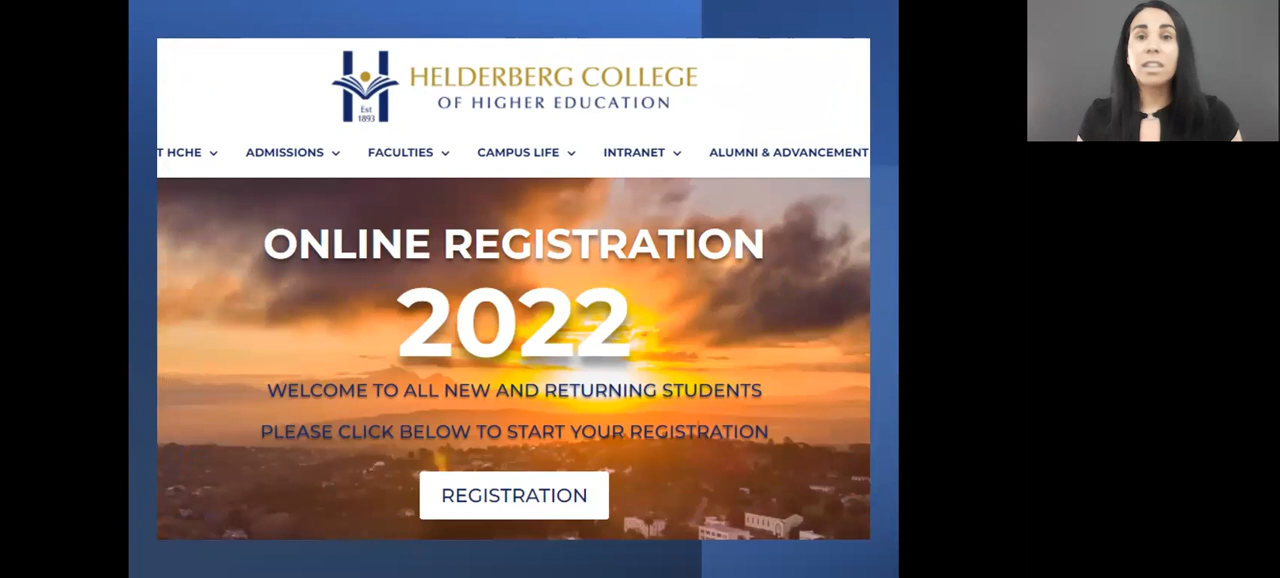 HELDERBERG COLLEGE
OF HIGHER EDUCATION
Est
1893
T HCHE ADMISSIONS FACULTIES CAMPUS LIFE INTRANET ALUMNI & ADVANCEMENT
ONLINE REGISTRATION
2022
WELCOME TO ALL NEW AND RETURNING STUDENTS
PLEASE CLICK BELOW TO START YOUR REGISTRATION
REGISTRATION